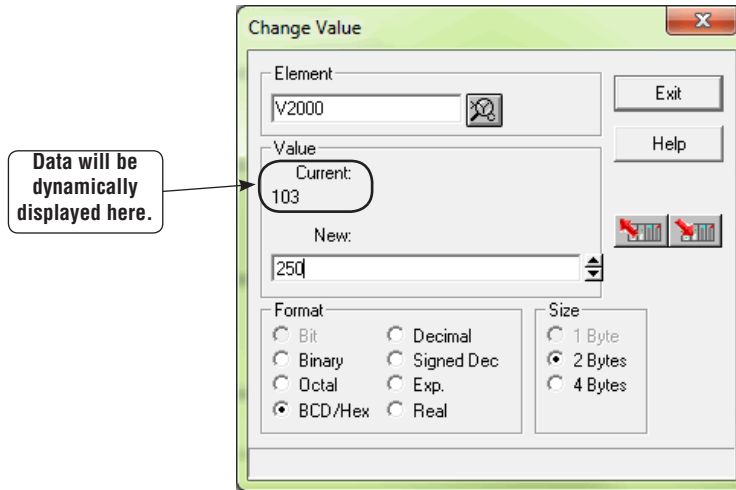 Change Value
Element
V2000
Exit
Help
Value
Current:
103
Data will be
dynamically
displayed here.
New:
250
Format
Bit
Binary
Octal
BCD/Hex
Decimal
Signed Dec
Exp.
Real
Size
1 Byte
2 Bytes
4 Bytes